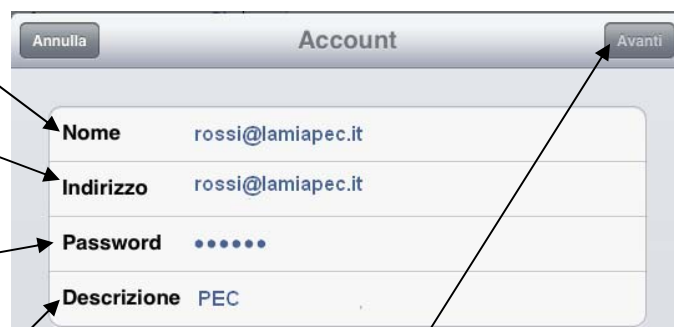 Annulla Account Avanti
Nome rossi@lamiapec.it
Indirizzo rossi@lamiapec.it
Password ••••••
Descrizione PEC